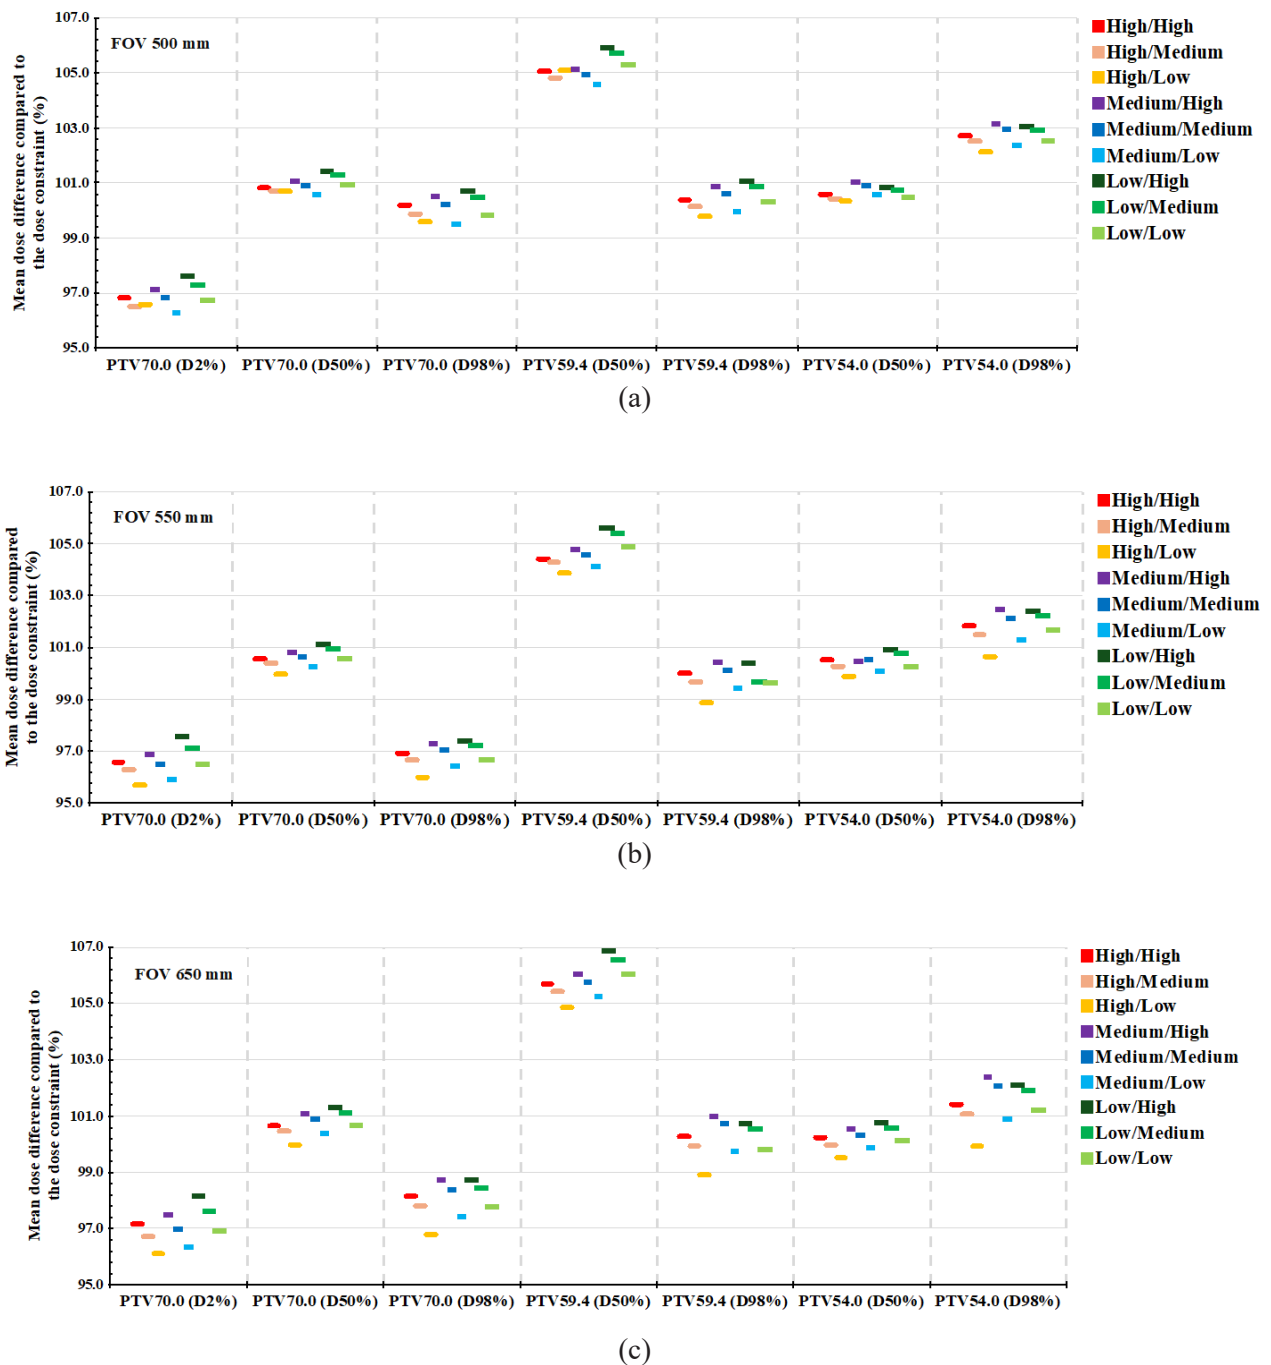 Mean dose difference compared to
the dose constraint (%)
107.0
105.0
103.0
101.0
99.0
97.0
95.0
FOV 500 mm
PTV70.0 (D2%)
PTV70.0 (D50%)
PTV70.0 (D98%)
PTV59.4 (D50%)
PTV59.4 (D98%)
PTV54.0 (D50%)
PTV54.0 (D98%)
High/High
High/Medium
High/Low
Medium/High
Medium/Medium
Medium/Low
Low/High
Low/Medium
Low/Low
(a)
Mean dose difference compared
to the dose constraint (%)
107.0
105.0
103.0
101.0
99.0
97.0
95.0
FOV 550 mm
PTV70.0 (D2%)
PTV70.0 (D50%)
PTV70.0 (D98%)
PTV59.4 (D50%)
PTV59.4 (D98%)
PTV54.0 (D50%)
PTV54.0 (D98%)
High/High
High/Medium
High/Low
Medium/High
Medium/Medium
Medium/Low
Low/High
Low/Medium
Low/Low
(b)
Mean dose difference compared to
the dose constraint (%)
107.0
105.0
103.0
101.0
99.0
97.0
95.0
FOV 650 mm
PTV70.0 (D2%)
PTV70.0 (D50%)
PTV70.0 (D98%)
PTV59.4 (D50%)
PTV59.4 (D98%)
PTV54.0 (D50%)
PTV54.0 (D98%)
High/High
High/Medium
High/Low
Medium/High
Medium/Medium
Medium/Low
Low/High
Low/Medium
Low/Low
(c)